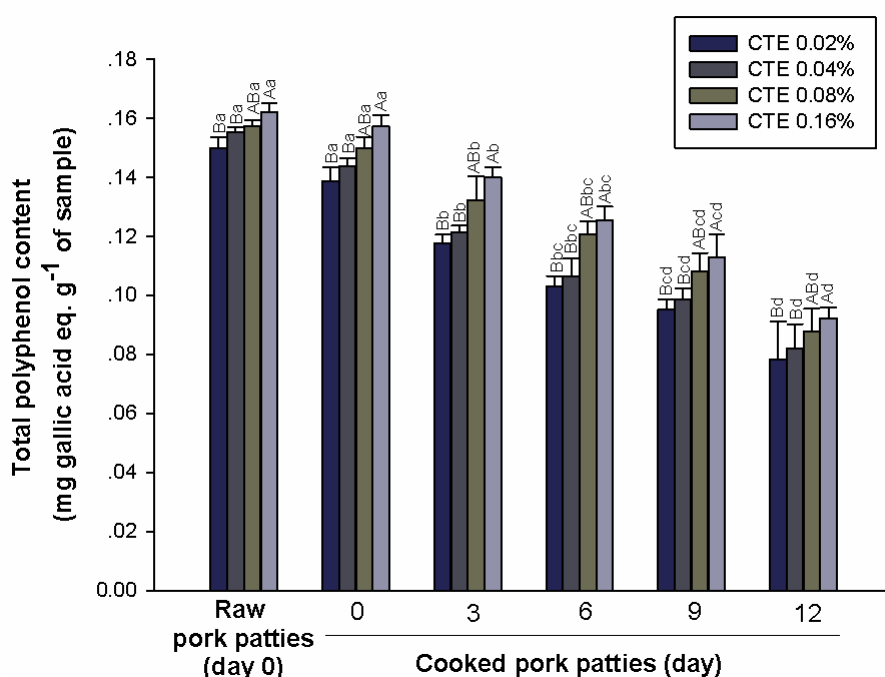 CTE 0.02%
CTE 0.04%
CTE 0.08%
CTE 0.16%
Total polyphenol content
(mg gallic acid eq. g-1 of sample)
.18
.16
.14
.12
.10
.08
.06
.04
.02
0.00
Ba Ba ABa Aa
Ba Ba ABa Aa
Bb Bb ABb Ab
Bbc Bbc ABbc Abc
Bcd Bcd ABcd Acd
Bd Bd ABd Ad
Raw
pork patties
(day 0)
0 3 6 9 12
Cooked pork patties (day)